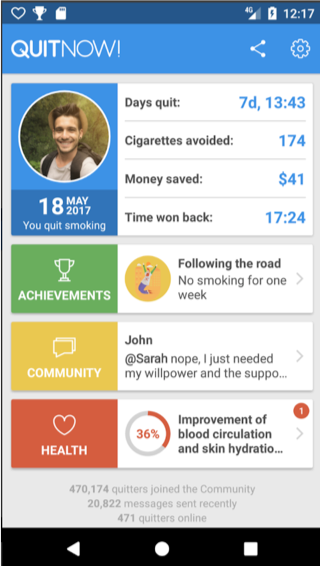 4G 12:17
QUITNOW!
Days quit: 7d, 13:43
Cigarettes avoided: 174
Money saved: $41
Time won back: 17:24
18 MAY 2017
You quit smoking
ACHIEVEMENTS
Following the road
No smoking for one
week
COMMUNITY
John
@Sarah nope, I just needed
my willpower and the suppo...
HEALTH
36%
1
Improvement of
blood circulation
and skin hydratio...
470,174 quitters joined the Community
20,822 messages sent recently
471 quitters online